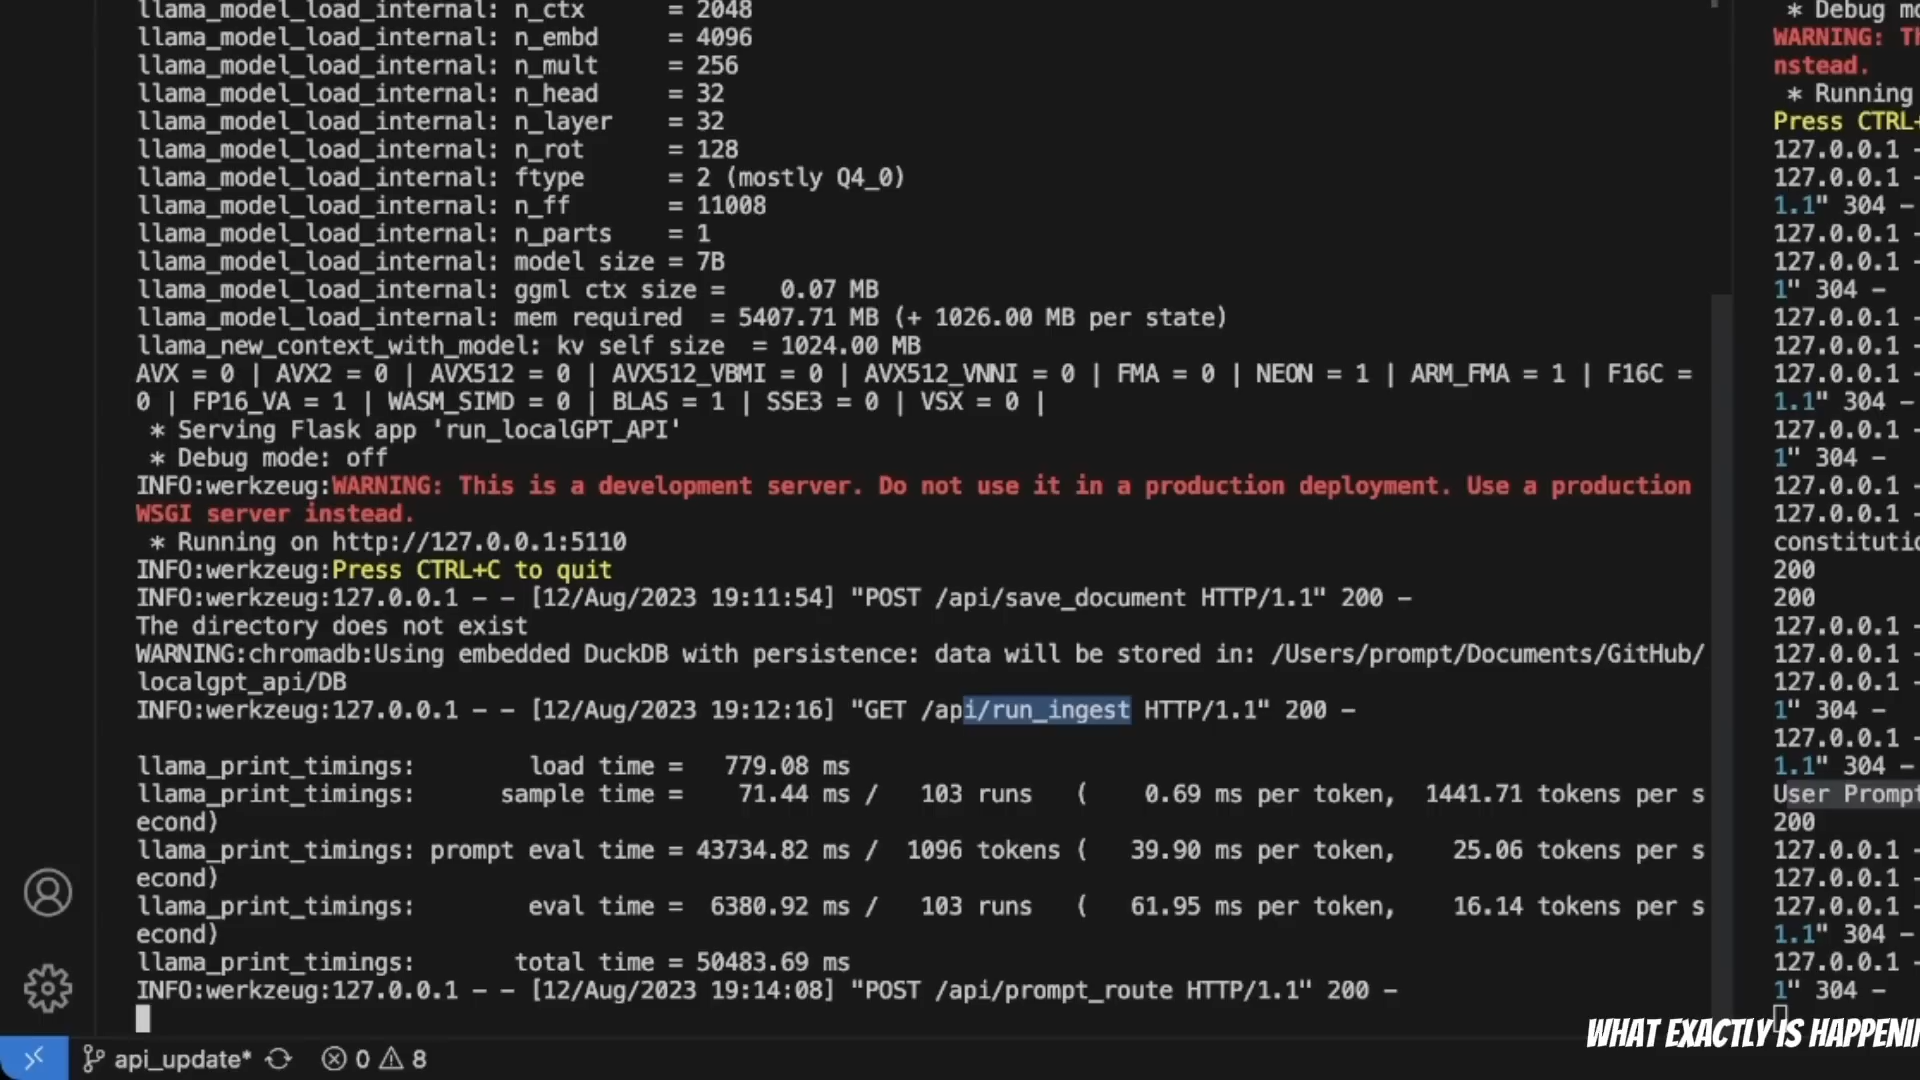 llama_model_load_internal: n_ctx = 2048
llama_model_load_internal: n_embd = 4096
llama_model_load_internal: n_mult = 256
llama_model_load_internal: n_head = 32
llama_model_load_internal: n_layer = 32
llama_model_load_internal: n_rot = 128
llama_model_load_internal: ftype = 2 (mostly Q4_0)
llama_model_load_internal: n_ff = 11008
llama_model_load_internal: n_parts = 1
llama_model_load_internal: model size = 7B
llama_model_load_internal: ggml ctx size = 0.07 MB
llama_model_load_internal: mem required = 5407.71 MB (+ 1026.00 MB per state)
llama_new_context_with_model: kv self size = 1024.00 MB
AVX = 0 | AVX2 = 0 | AVX512 = 0 | AVX512_VBMI = 0 | AVX512_VNNI = 0 | FMA = 0 | NEON = 1 | ARM_FMA = 1 | F16C =
0 | FP16_VA = 1 | WASM_SIMD = 0 | BLAS = 1 | SSE3 = 0 | VSX = 0 |
* Serving Flask app 'run_localGPT_API'
* Debug mode: off
INFO:werkzeug:WARNING: This is a development server. Do not use it in a production deployment. Use a production
WSGI server instead.
* Running on http://127.0.0.1:5110
INFO:werkzeug:Press CTRL+C to quit
INFO:werkzeug:127.0.0.1 - - [12/Aug/2023 19:11:54] "POST /api/save_document HTTP/1.1" 200 -
The directory does not exist
WARNING:chromadb:Using embedded DuckDB with persistence: data will be stored in: /Users/prompt/Documents/GitHub/
localgpt_api/DB
INFO:werkzeug:127.0.0.1 - - [12/Aug/2023 19:12:16] "GET /api/run_ingest HTTP/1.1" 200 -
llama_print_timings: load time = 779.08 ms
llama_print_timings: sample time = 71.44 ms / 103 runs ( 0.69 ms per token, 1441.71 tokens per s
econd)
llama_print_timings: prompt eval time = 43734.82 ms / 1096 tokens ( 39.90 ms per token, 25.06 tokens per s
econd)
llama_print_timings: eval time = 6380.92 ms / 103 runs ( 61.95 ms per token, 16.14 tokens per s
econd)
llama_print_timings: total time = 50483.69 ms
INFO:werkzeug:127.0.0.1 - - [12/Aug/2023 19:14:08] "POST /api/prompt_route HTTP/1.1" 200 -
* Debug mo
WARNING: Th
nstead.
* Running
Press CTRL+
127.0.0.1 -
127.0.0.1 -
1.1" 304 -
127.0.0.1 -
127.0.0.1 -
1" 304 -
127.0.0.1 -
127.0.0.1 -
127.0.0.1 -
1.1" 304 -
127.0.0.1 -
1" 304 -
127.0.0.1 -
127.0.0.1 -
constitutio
200
200
127.0.0.1 -
127.0.0.1 -
127.0.0.1 -
1" 304 -
127.0.0.1 -
1.1" 304 -
User Prompt
200
127.0.0.1 -
127.0.0.1 -
127.0.0.1 -
1.1" 304 -
127.0.0.1 -
1" 304 -
WHAT EXACTLY IS HAPPENIN
api_update* 0 8